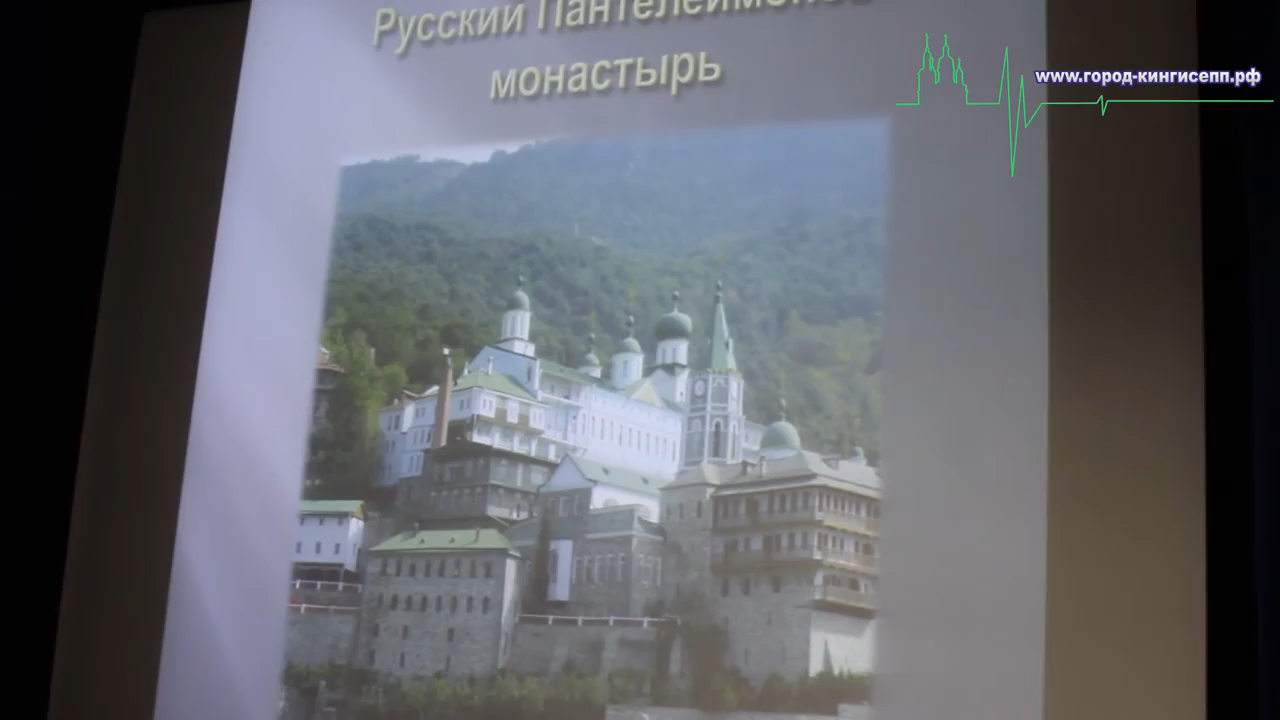 Русский Пантелеимонов
монастырь
www.город-кингисепп.рф